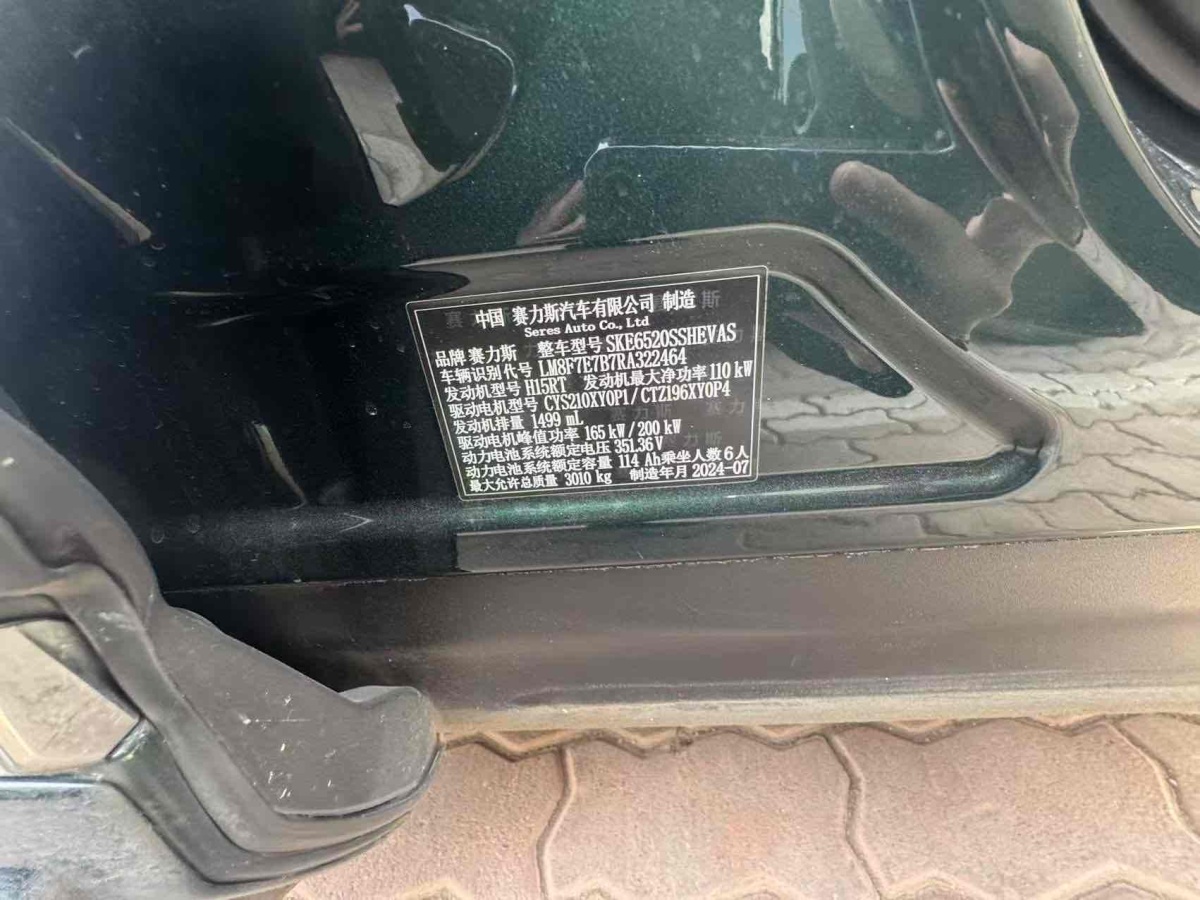 中国 赛力斯汽车有限公司 制造
Seres Auto Co., Ltd
品牌 赛力斯 整车型号 SKE6520SSHEVAS
车辆识别代号 LM8F7E7B7RA322464
发动机型号 H15RT 发动机最大净功率 110 kW
驱动电机型号 CYS210XY0P1/CTZ196XY0P4
发动机排量 1499 mL
驱动电机峰值功率 165 kW/200 kW
动力电池系统额定电压 351.36V
动力电池系统额定容量 114 Ah 乘坐人数 6人
最大允许总质量 3010 kg 制造年月 2024-07